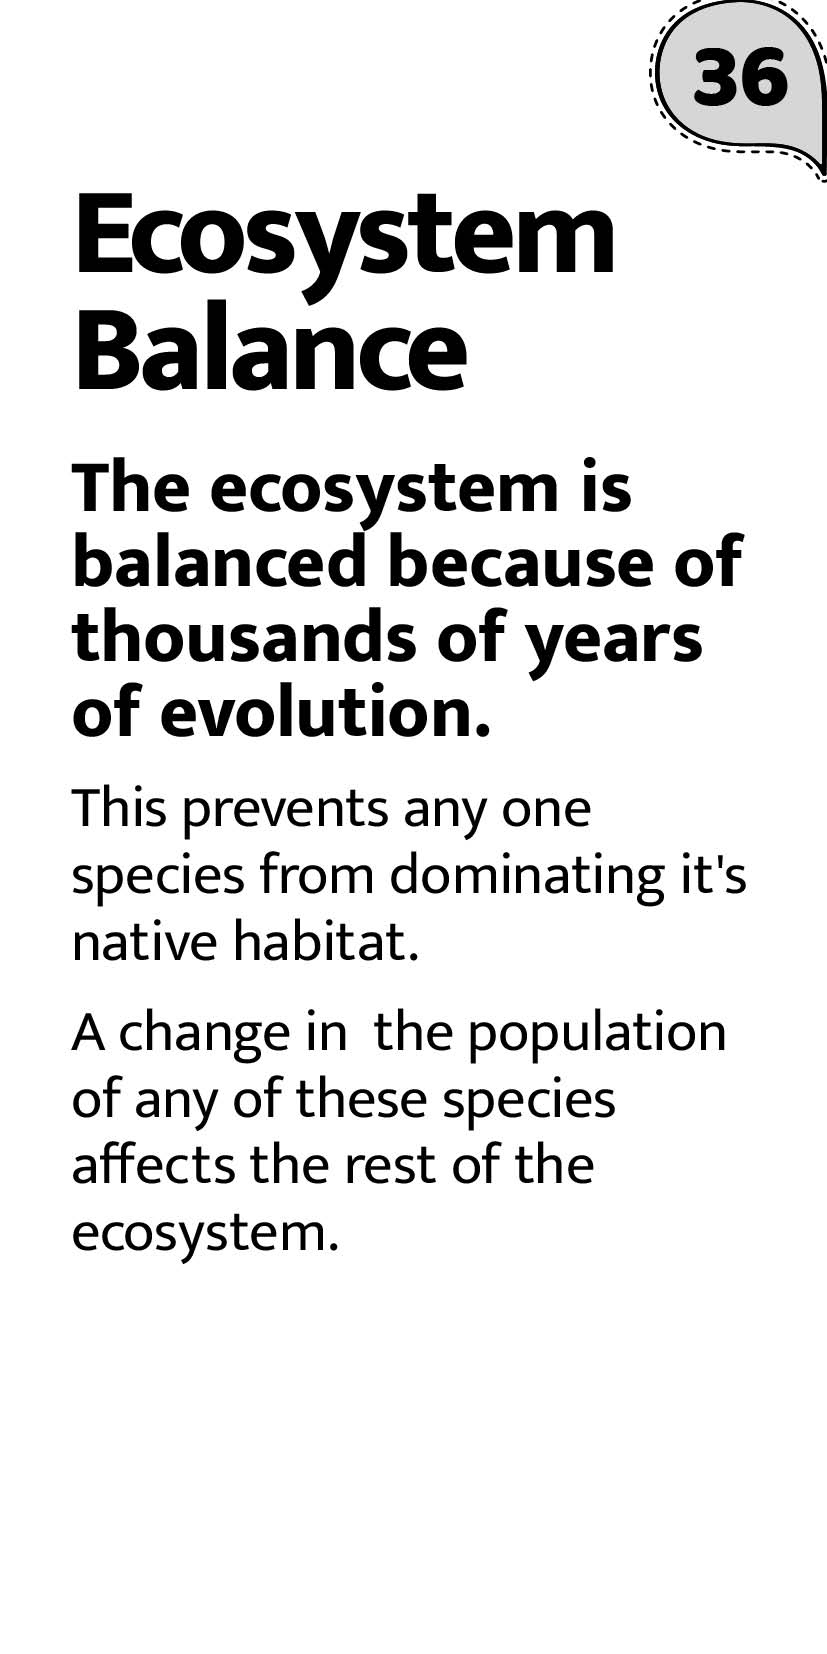 36
Ecosystem
Balance
The ecosystem is
balanced because of
thousands of years
of evolution.
This prevents any one
species from dominating it's
native habitat.
A change in  the population
of any of these species
affects the rest of the
ecosystem.